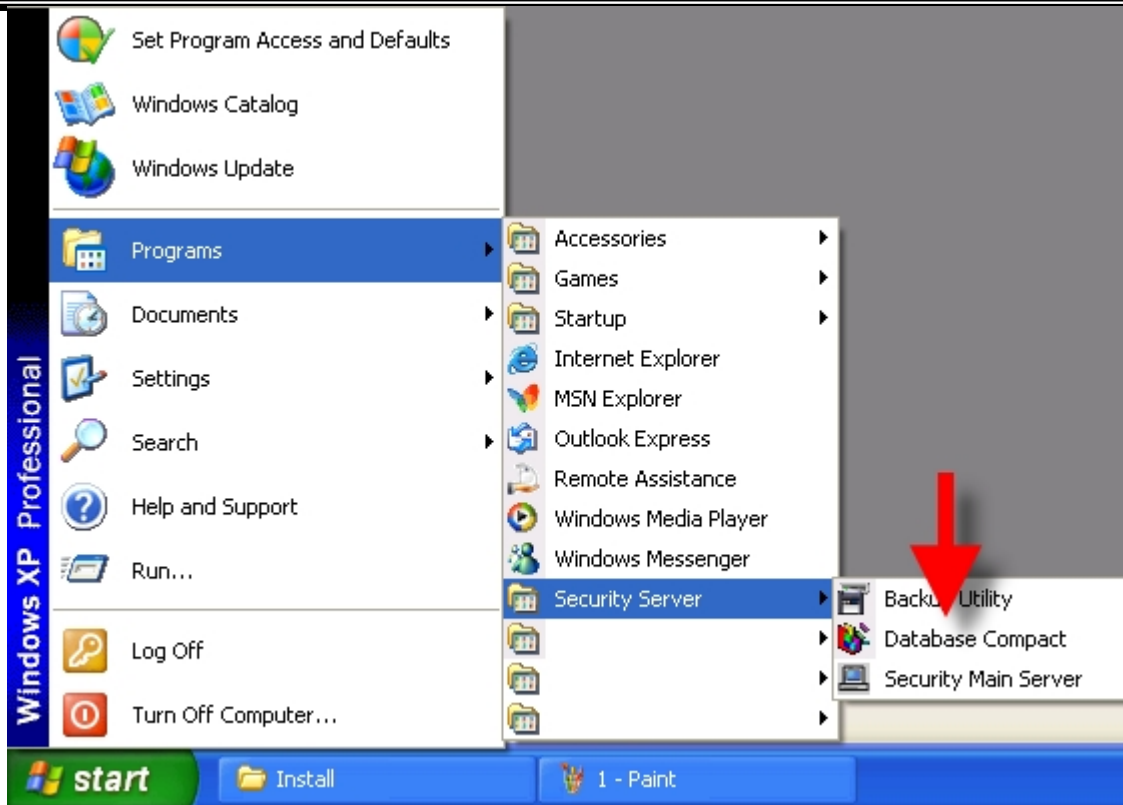 Set Program Access and Defaults
Windows Catalog
Windows Update
Programs
Documents
Settings
Search
Help and Support
Run...
Log Off
Turn Off Computer...
Windows XP Professional
Accessories
Games
Startup
Internet Explorer
MSN Explorer
Outlook Express
Remote Assistance
Windows Media Player
Windows Messenger
Security Server
Backup Utility
Database Compact
Security Main Server
start
Install
1 - Paint